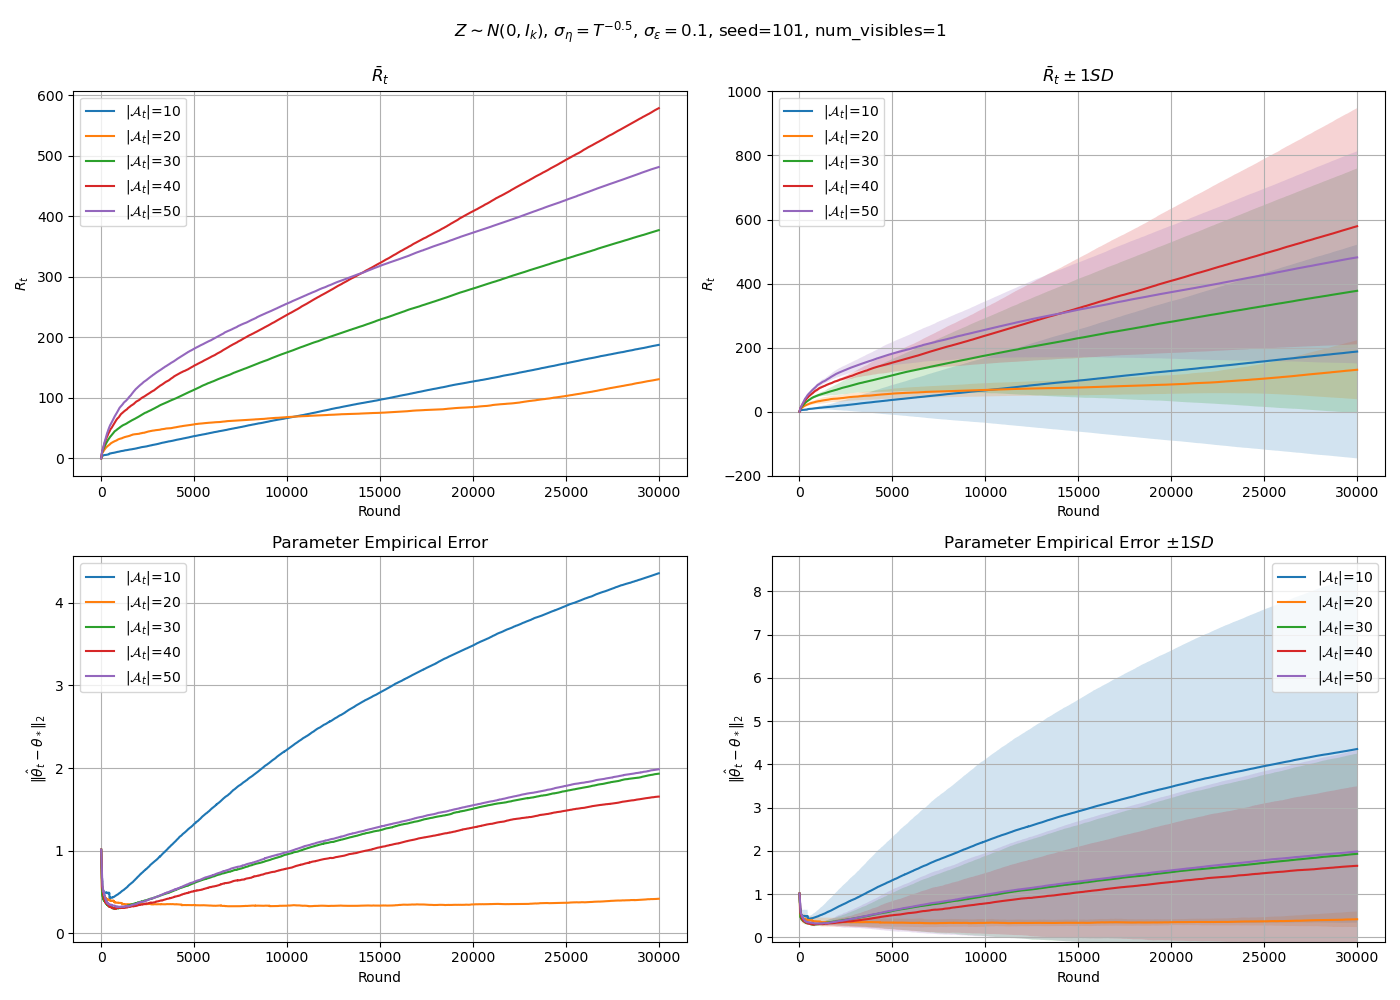 Z ∼ N(0, I_k), σ_η = T^{−0.5}, σ_ε = 0.1, seed=101, num_visibles=1
R̄_t
600
500
400
300
200
100
0
R_t
|𝒜_t|=10
|𝒜_t|=20
|𝒜_t|=30
|𝒜_t|=40
|𝒜_t|=50
0 5000 10000 15000 20000 25000 30000
Round
R̄_t ± 1SD
1000
800
600
400
200
0
−200
R_t
|𝒜_t|=10
|𝒜_t|=20
|𝒜_t|=30
|𝒜_t|=40
|𝒜_t|=50
0 5000 10000 15000 20000 25000 30000
Round
Parameter Empirical Error
4
3
2
1
0
‖θ̂_t − θ_*‖_2
|𝒜_t|=10
|𝒜_t|=20
|𝒜_t|=30
|𝒜_t|=40
|𝒜_t|=50
0 5000 10000 15000 20000 25000 30000
Round
Parameter Empirical Error ±1SD
8
7
6
5
4
3
2
1
0
‖θ̂_t − θ_*‖_2
|𝒜_t|=10
|𝒜_t|=20
|𝒜_t|=30
|𝒜_t|=40
|𝒜_t|=50
0 5000 10000 15000 20000 25000 30000
Round